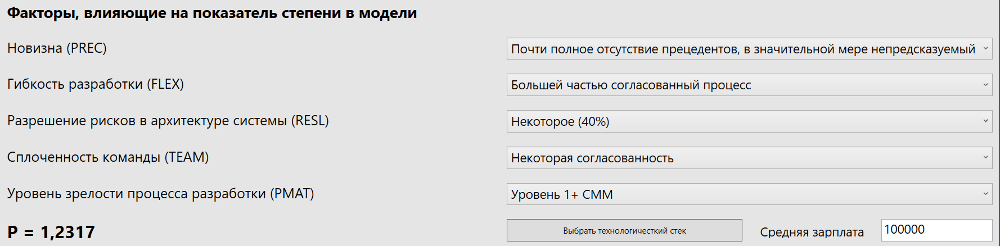 Факторы, влияющие на показатель степени в модели
Новизна (PREC) Почти полное отсутствие прецедентов, в значительной мере непредсказуемый
Гибкость разработки (FLEX) Большей частью согласованный процесс
Разрешение рисков в архитектуре системы (RESL) Некоторое (40%)
Сплоченность команды (TEAM) Некоторая согласованность
Уровень зрелости процесса разработки (PMAT) Уровень 1+ СММ
P = 1,2317 Выбрать технологичесткий стек Средняя зарплата 100000